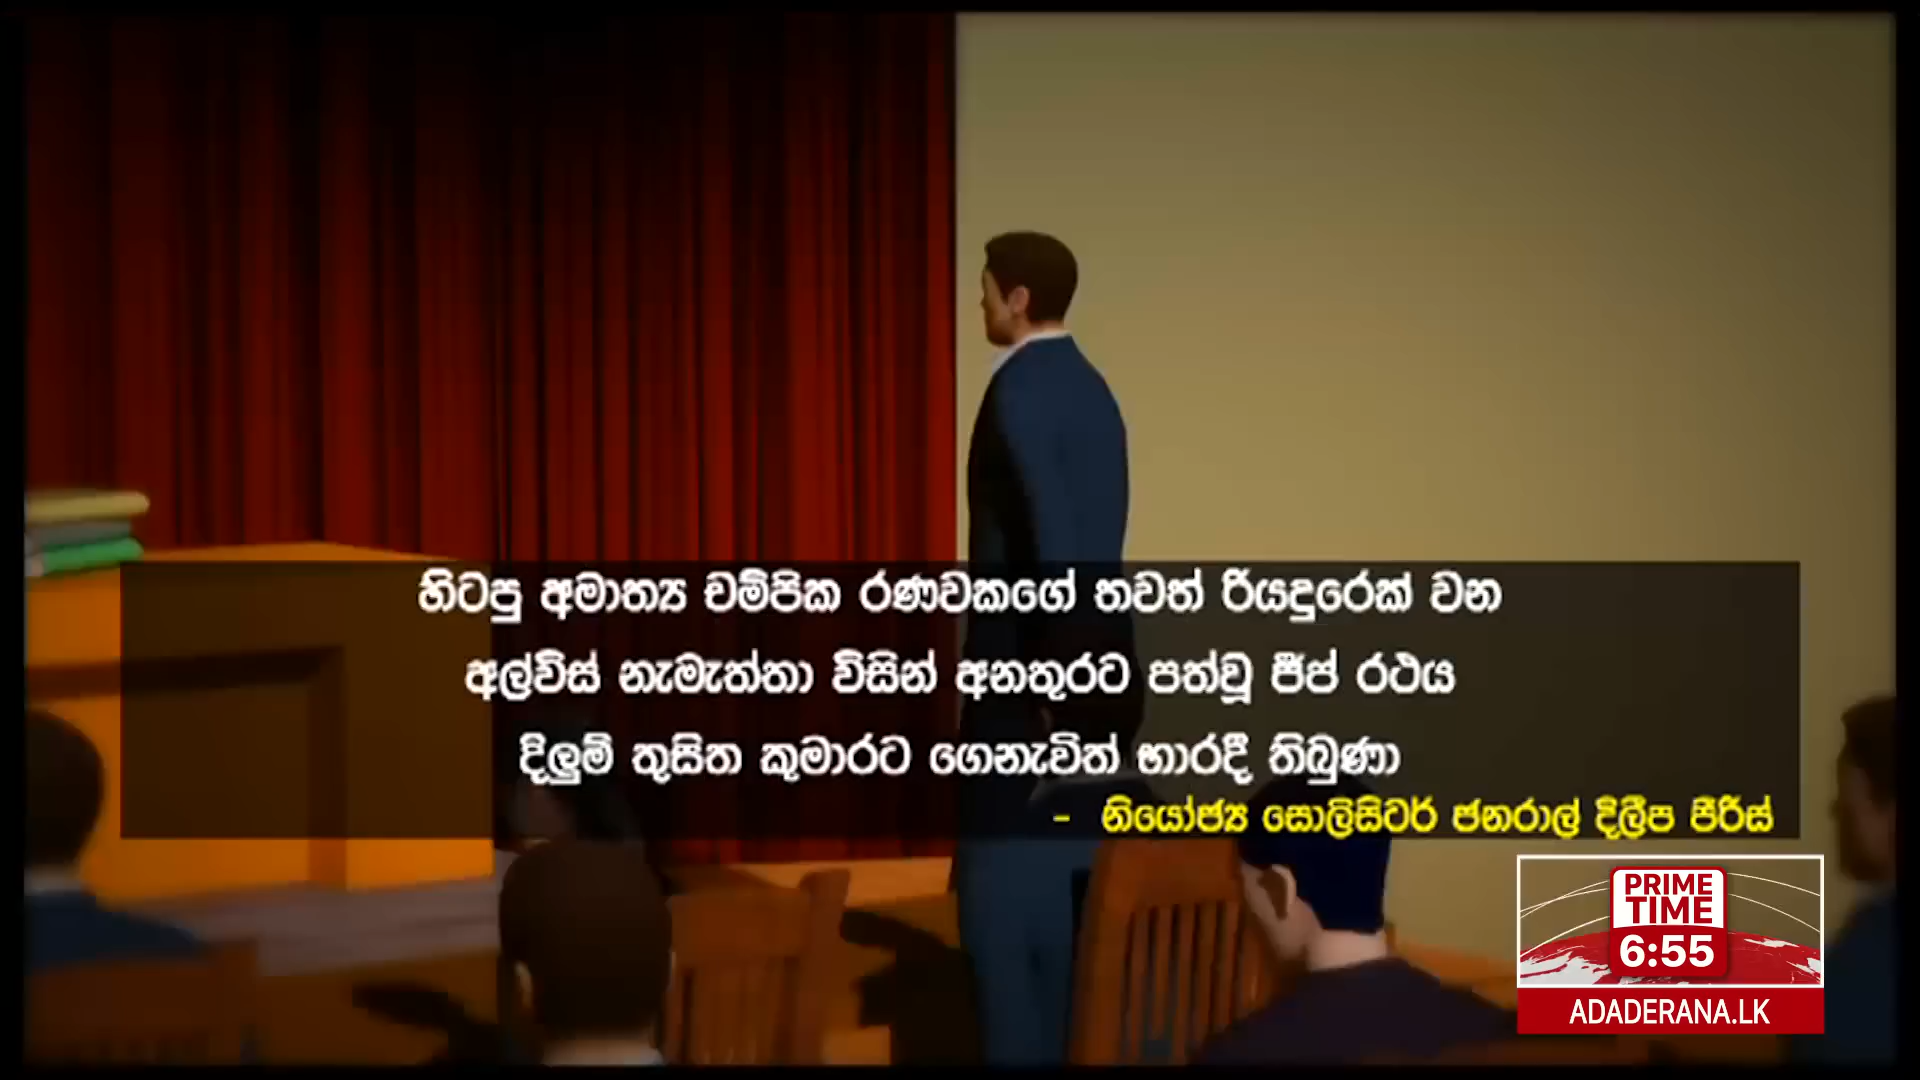 හිටපු අමාත්‍ය චම්පික රණවකගේ තවත් රියදුරෙක් වන
අල්විස් නැමැත්තා විසින් අනතුරට පත්වූ ජීප් රථය
දිලුම් තුසිත කුමාරට ගෙනැවිත් භාරදී තිබුණා
- නියෝජ්‍ය සොලිසිටර් ජනරාල් දිලීප පීරිස්
PRIME
TIME
6:55
ADADERANA.LK